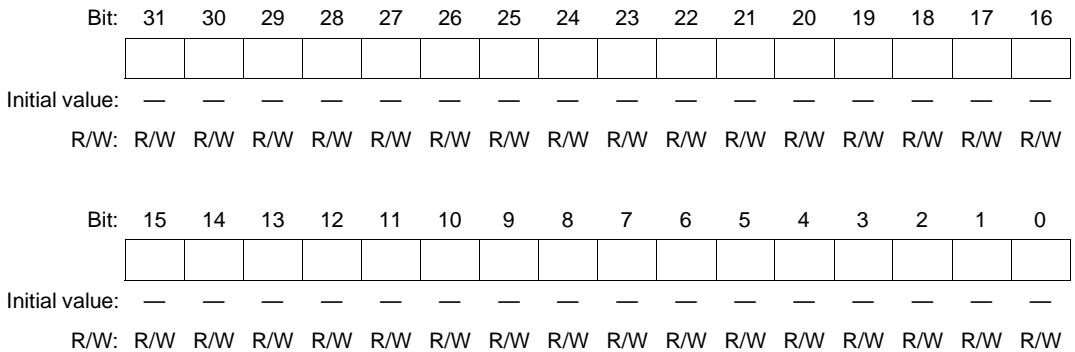 Bit: 31 30 29 28 27 26 25 24 23 22 21 20 19 18 17 16
Initial value: — — — — — — — — — — — — — — — —
R/W: R/W R/W R/W R/W R/W R/W R/W R/W R/W R/W R/W R/W R/W R/W R/W R/W
Bit: 15 14 13 12 11 10 9 8 7 6 5 4 3 2 1 0
Initial value: — — — — — — — — — — — — — — — —
R/W: R/W R/W R/W R/W R/W R/W R/W R/W R/W R/W R/W R/W R/W R/W R/W R/W